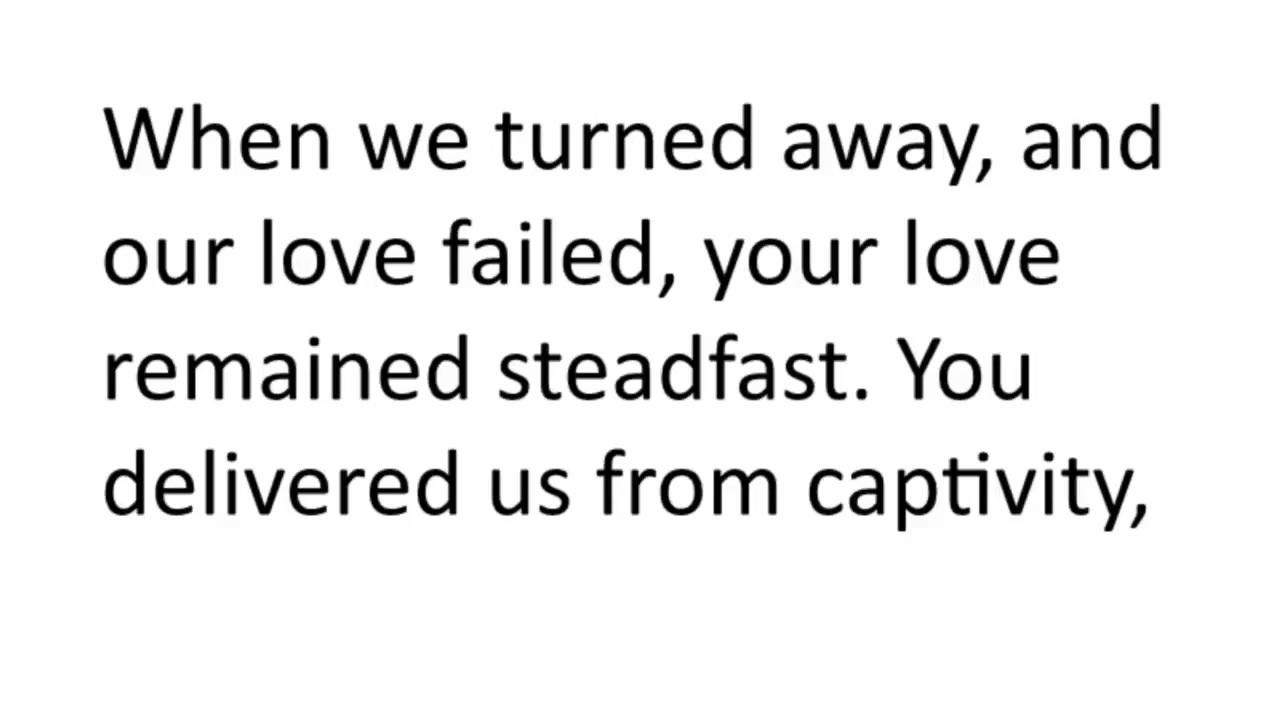 When we turned away, and
our love failed, your love
remained steadfast. You
delivered us from captivity,